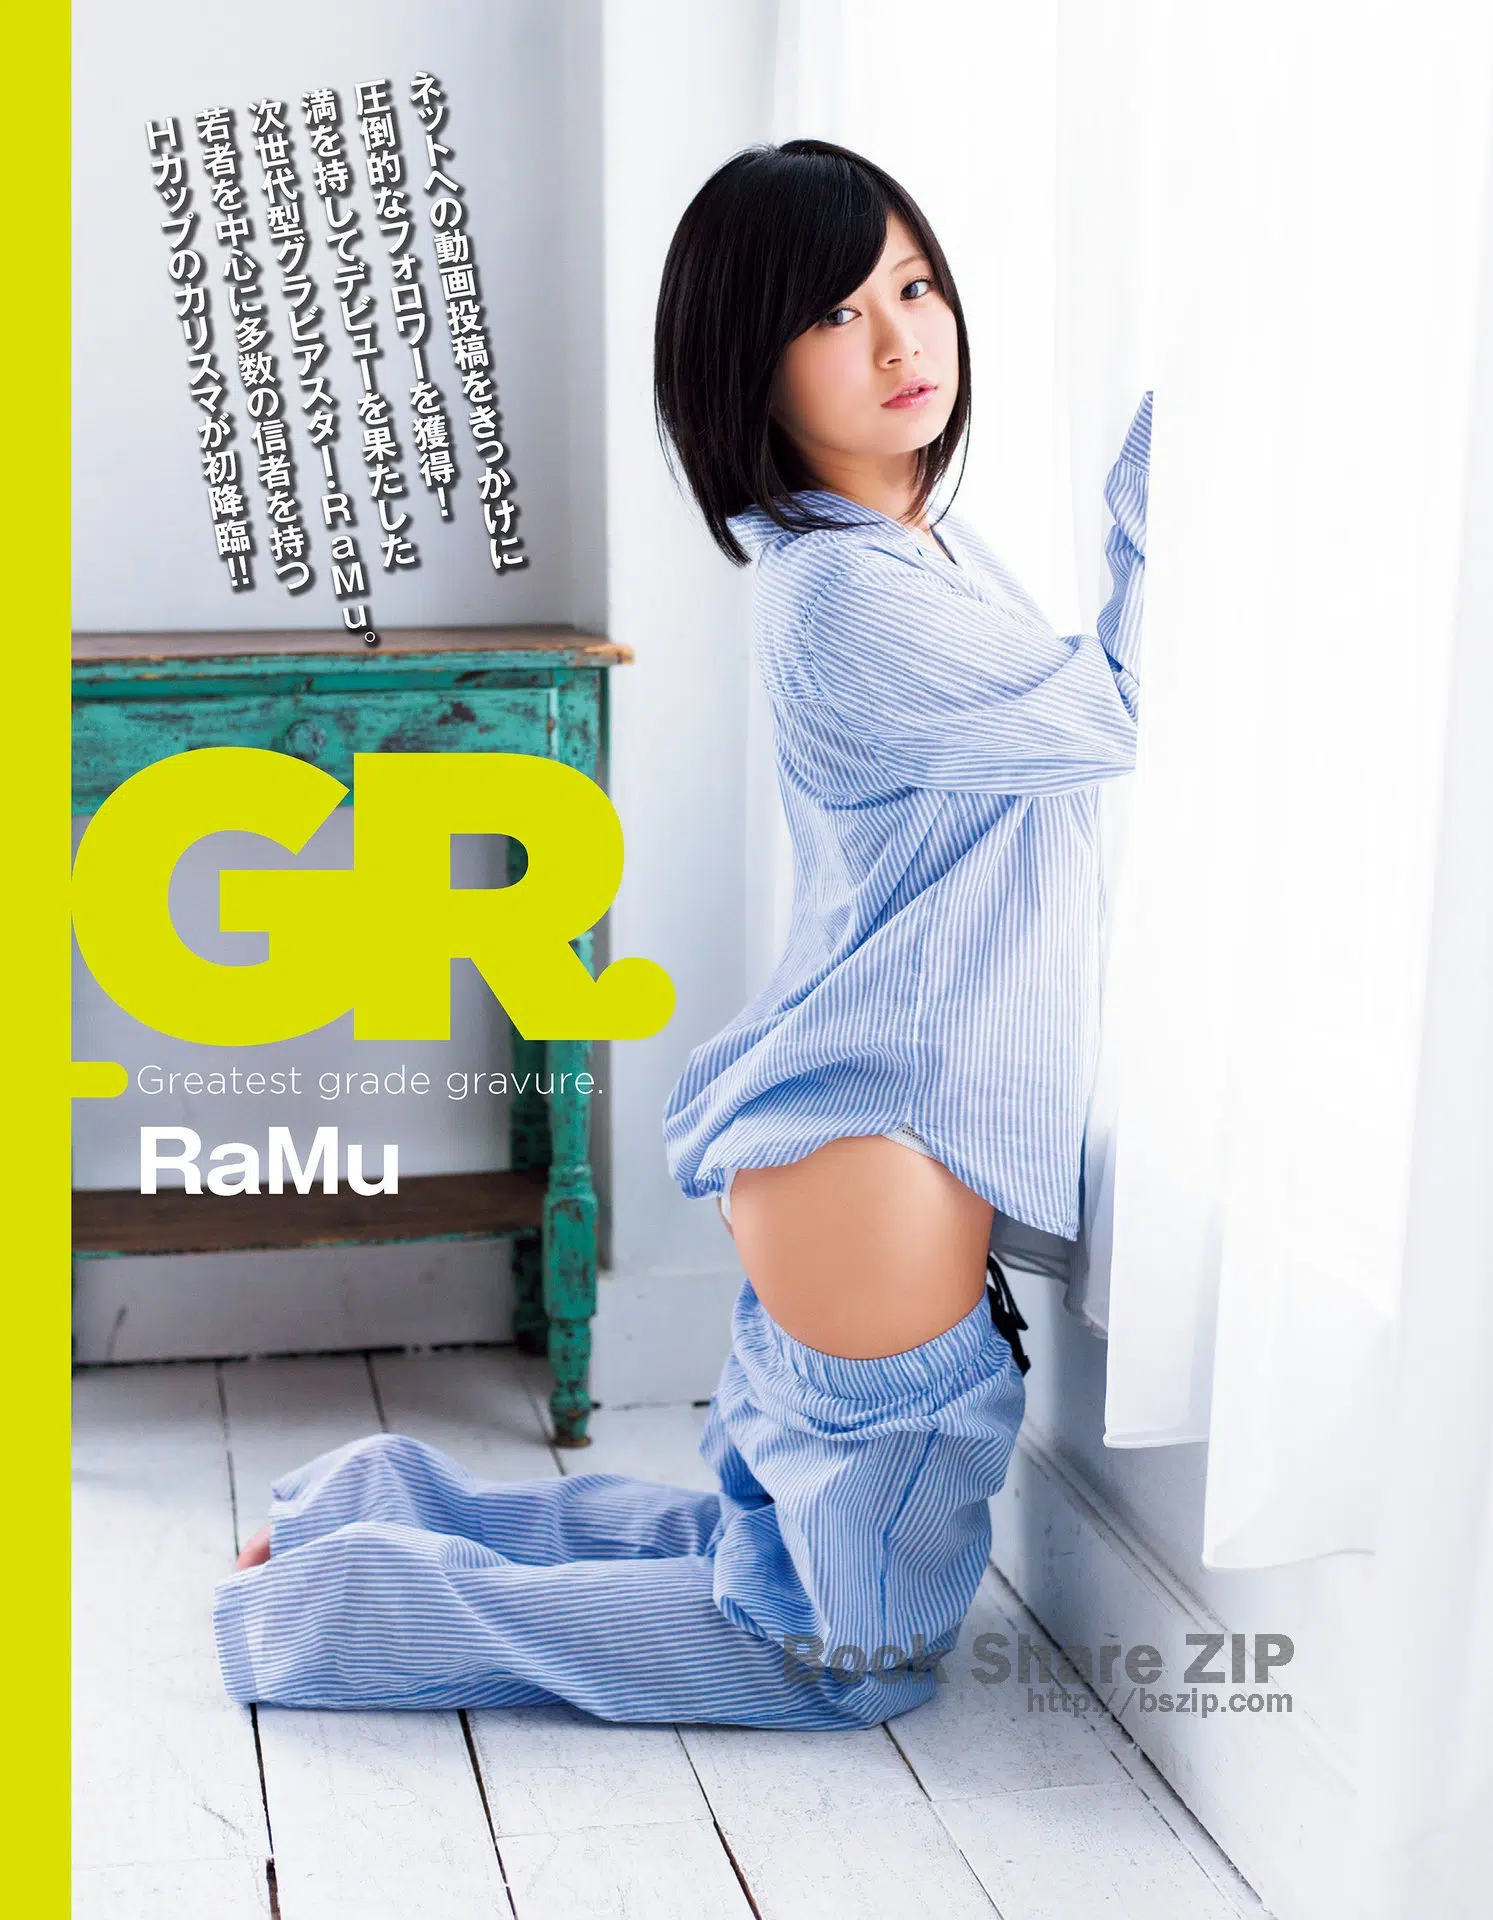 ネットへの動画投稿をきっかけに
圧倒的なフォロワーを獲得！
満を持してデビューを果たした
次世代型グラビアスター・RaMu。
若者を中心に多数の信者を持つ
Hカップのカリスマが初降臨!!
GR.
Greatest grade gravure.
RaMu
Book Share ZIP
http://bszip.com